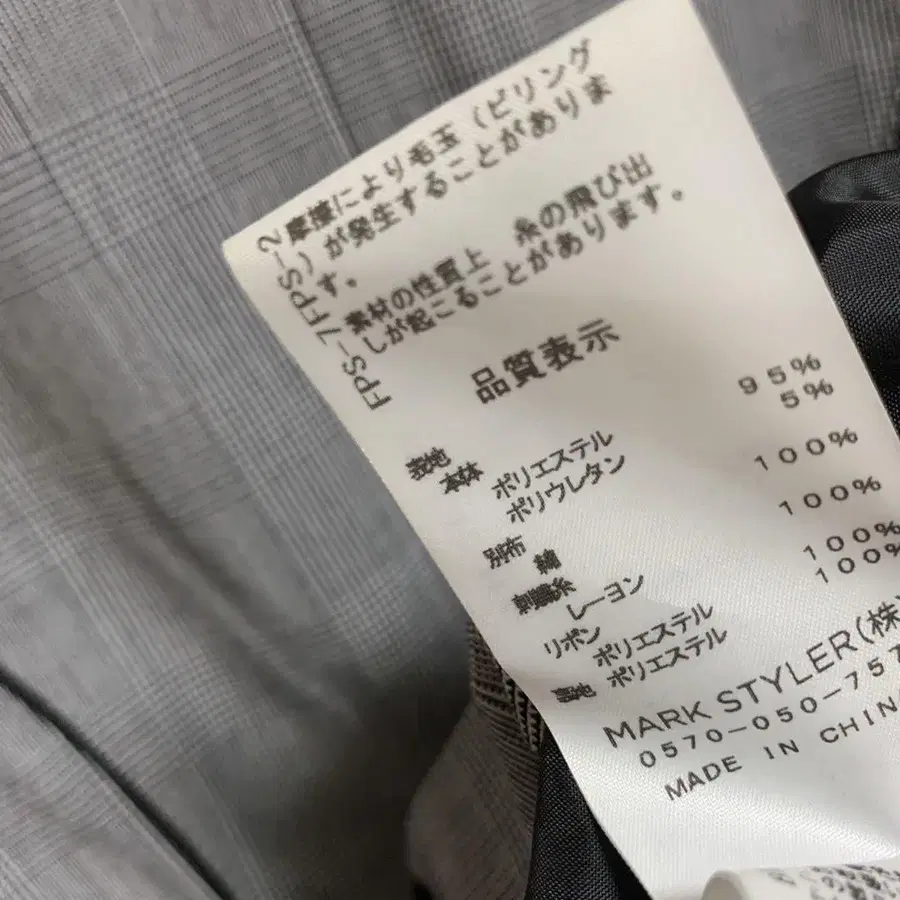 FPS-2
摩擦により毛玉(ピリング
FPS)が発生することがありま
す。
FPS-7
素材の性質上 糸の飛び出
しが起こることがあります。
品質表示
表地
本体 ポリエステル 95%
ポリウレタン 5%
別布
綿 100%
刺繍糸
レーヨン 100%
リボン
ポリエステル 100%
ポリエステル 100%
MARK STYLER(株)
0570-050-757
MADE IN CHIN